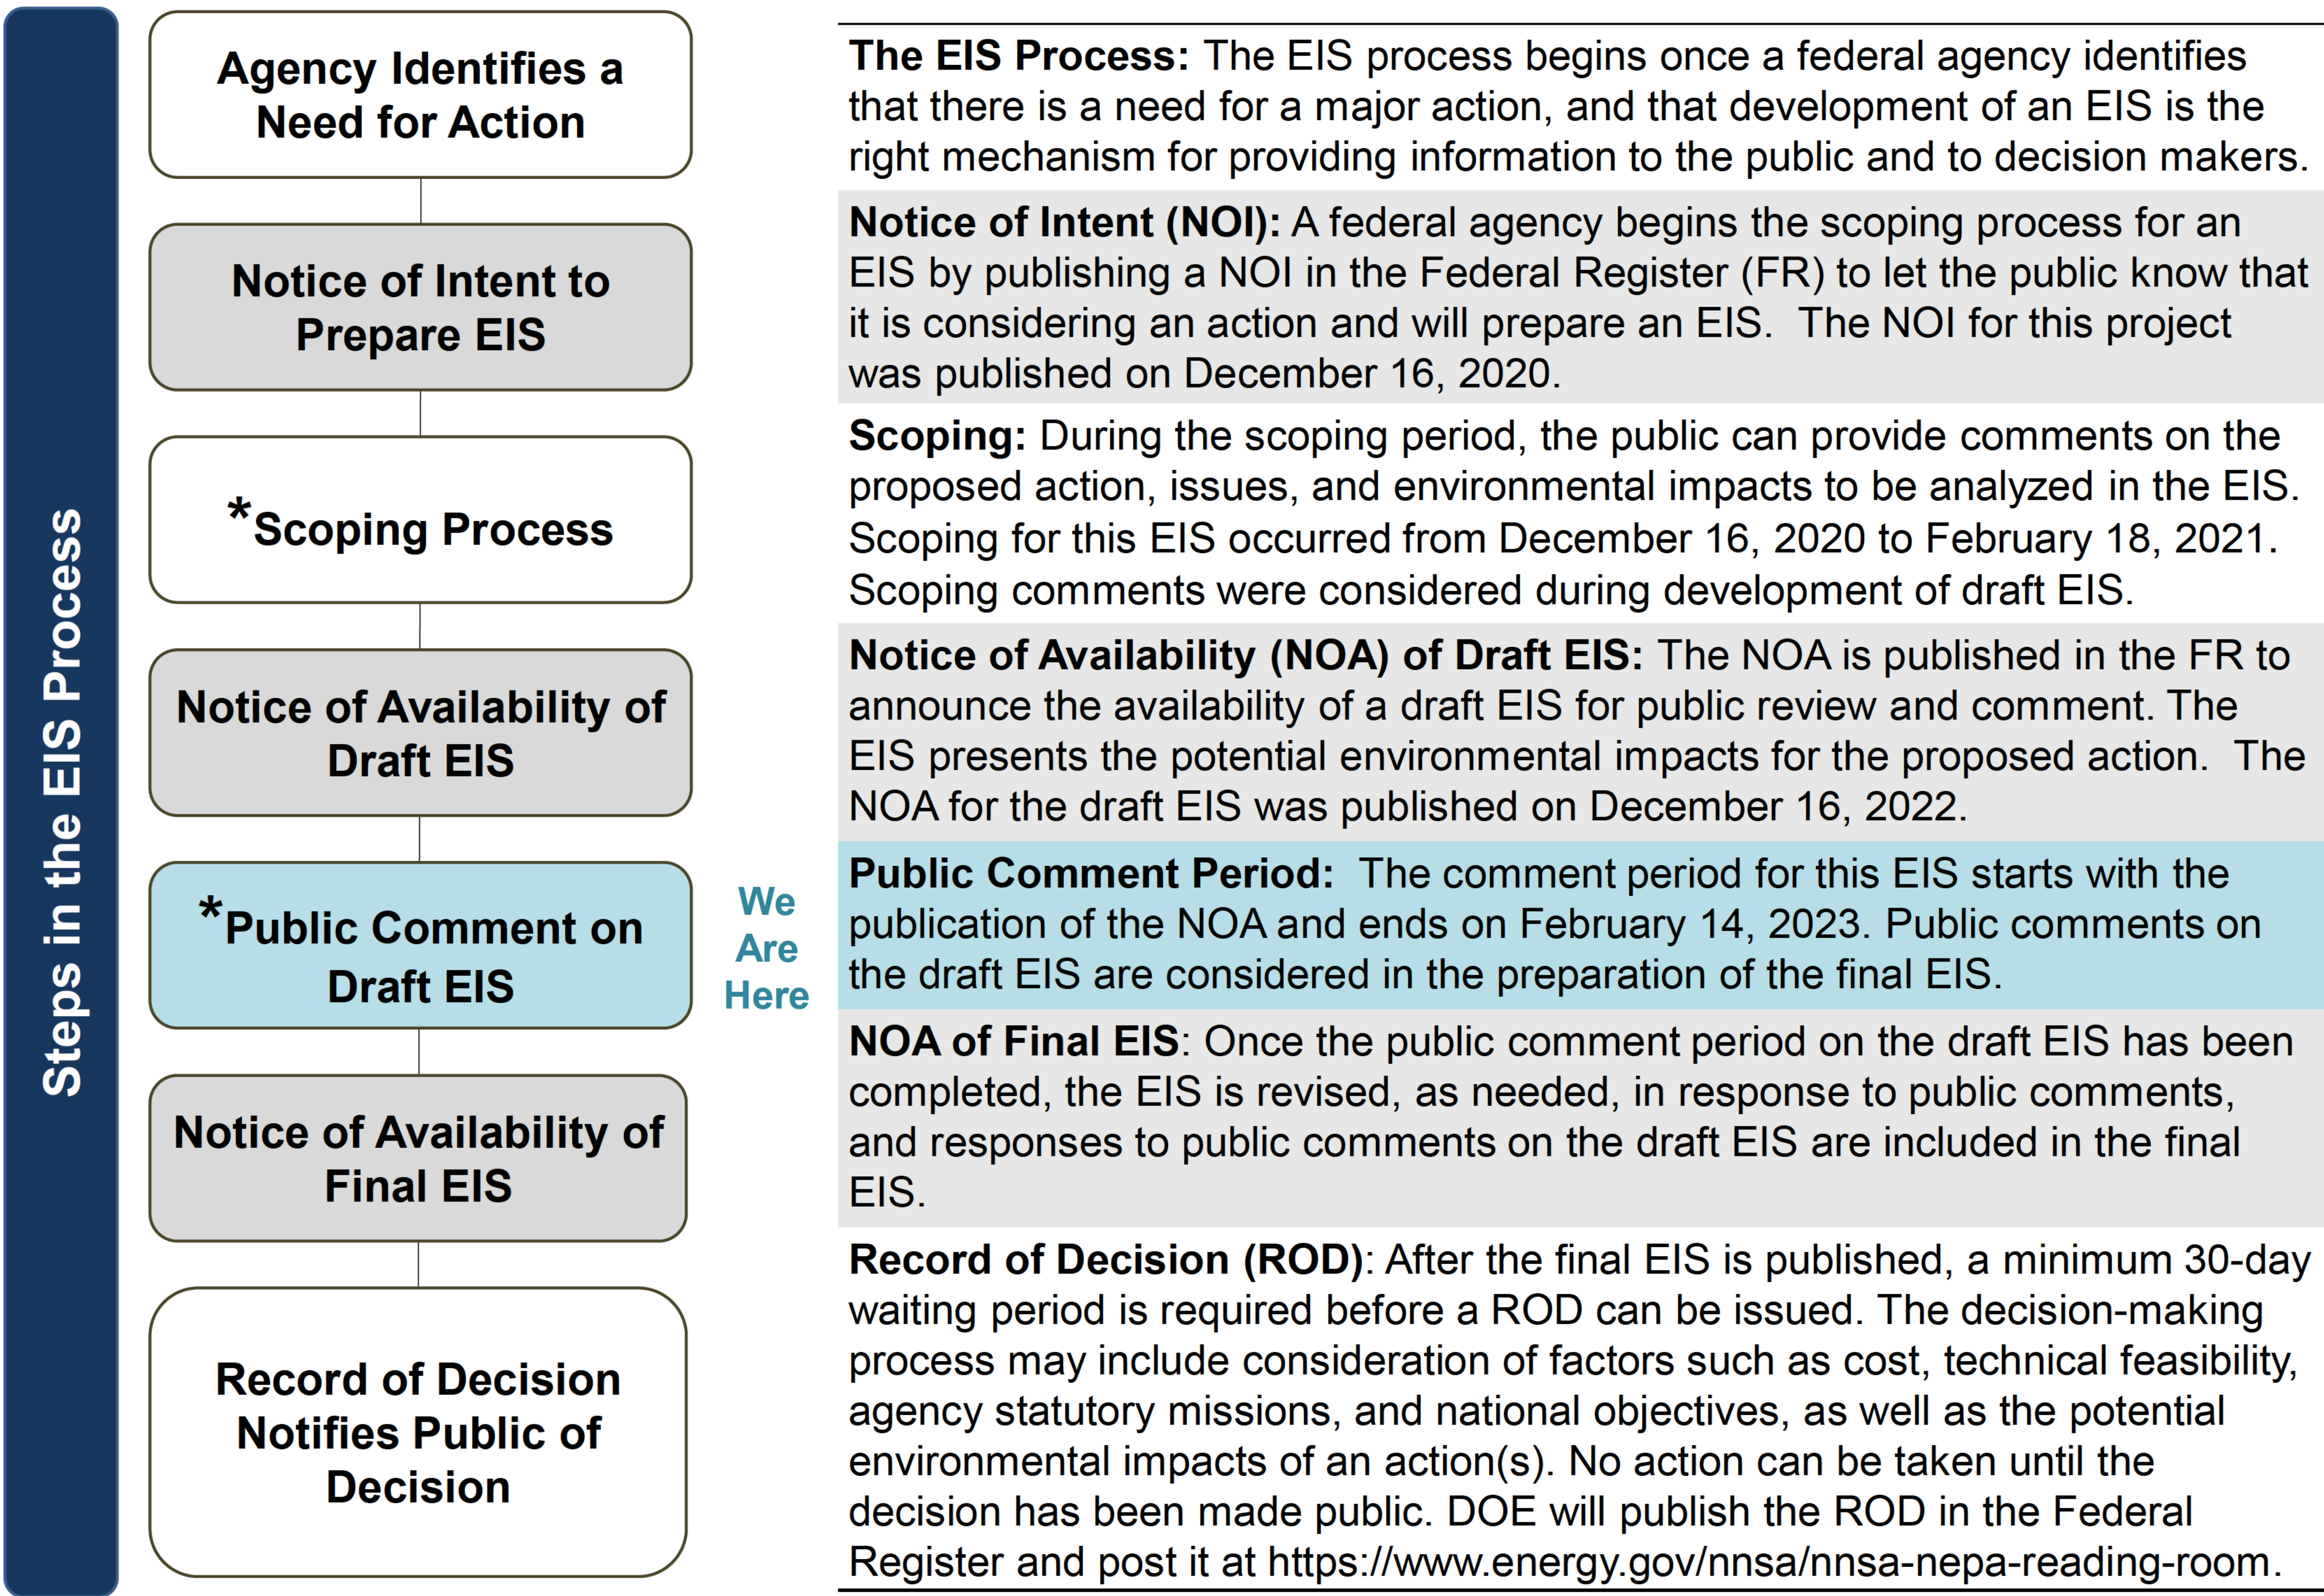 Steps in the EIS Process
Agency Identifies a
Need for Action
The EIS Process: The EIS process begins once a federal agency identifies
that there is a need for a major action, and that development of an EIS is the
right mechanism for providing information to the public and to decision makers.
Notice of Intent to
Prepare EIS
Notice of Intent (NOI): A federal agency begins the scoping process for an
EIS by publishing a NOI in the Federal Register (FR) to let the public know that
it is considering an action and will prepare an EIS.  The NOI for this project
was published on December 16, 2020.
*Scoping Process
Scoping: During the scoping period, the public can provide comments on the
proposed action, issues, and environmental impacts to be analyzed in the EIS.
Scoping for this EIS occurred from December 16, 2020 to February 18, 2021.
Scoping comments were considered during development of draft EIS.
Notice of Availability of
Draft EIS
Notice of Availability (NOA) of Draft EIS: The NOA is published in the FR to
announce the availability of a draft EIS for public review and comment. The
EIS presents the potential environmental impacts for the proposed action.  The
NOA for the draft EIS was published on December 16, 2022.
*Public Comment on
Draft EIS
We
Are
Here
Public Comment Period:  The comment period for this EIS starts with the
publication of the NOA and ends on February 14, 2023. Public comments on
the draft EIS are considered in the preparation of the final EIS.
Notice of Availability of
Final EIS
NOA of Final EIS: Once the public comment period on the draft EIS has been
completed, the EIS is revised, as needed, in response to public comments,
and responses to public comments on the draft EIS are included in the final
EIS.
Record of Decision
Notifies Public of
Decision
Record of Decision (ROD): After the final EIS is published, a minimum 30-day
waiting period is required before a ROD can be issued. The decision-making
process may include consideration of factors such as cost, technical feasibility,
agency statutory missions, and national objectives, as well as the potential
environmental impacts of an action(s). No action can be taken until the
decision has been made public. DOE will publish the ROD in the Federal
Register and post it at https://www.energy.gov/nnsa/nnsa-nepa-reading-room.